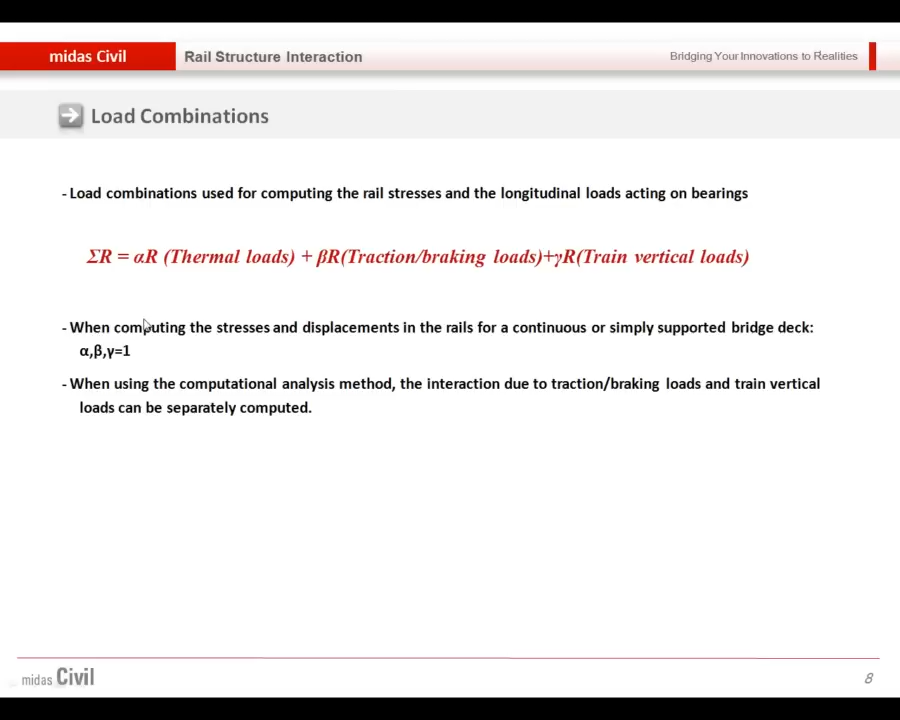 midas Civil
Rail Structure Interaction
Bridging Your Innovations to Realities
Load Combinations
- Load combinations used for computing the rail stresses and the longitudinal loads acting on bearings
ΣR = αR (Thermal loads) + βR(Traction/braking loads)+γR(Train vertical loads)
- When computing the stresses and displacements in the rails for a continuous or simply supported bridge deck:
α,β,γ=1
- When using the computational analysis method, the interaction due to traction/braking loads and train vertical
loads can be separately computed.
midas Civil
8